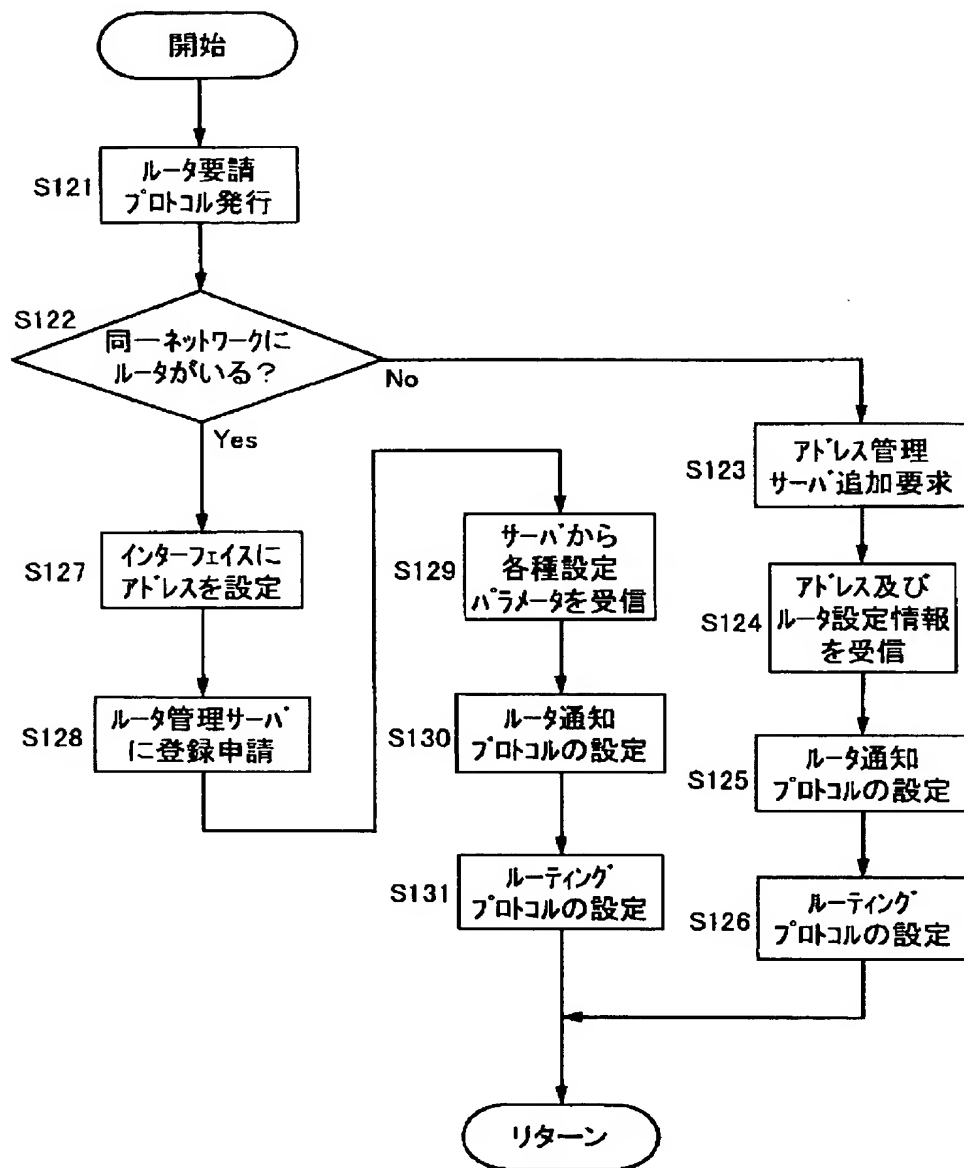 開始
S121
ルータ要請
プロトコル発行
S122
同一ネットワークに
ルータがいる?
No
Yes
S123
アドレス管理
サーバ追加要求
S127
インターフェイスに
アドレスを設定
S129
サーバから
各種設定
パラメータを受信
S124
アドレス及び
ルータ設定情報
を受信
S128
ルータ管理サーバ
に登録申請
S130
ルータ通知
プロトコルの設定
S125
ルータ通知
プロトコルの設定
S131
ルーティング
プロトコルの設定
S126
ルーティング
プロトコルの設定
リターン